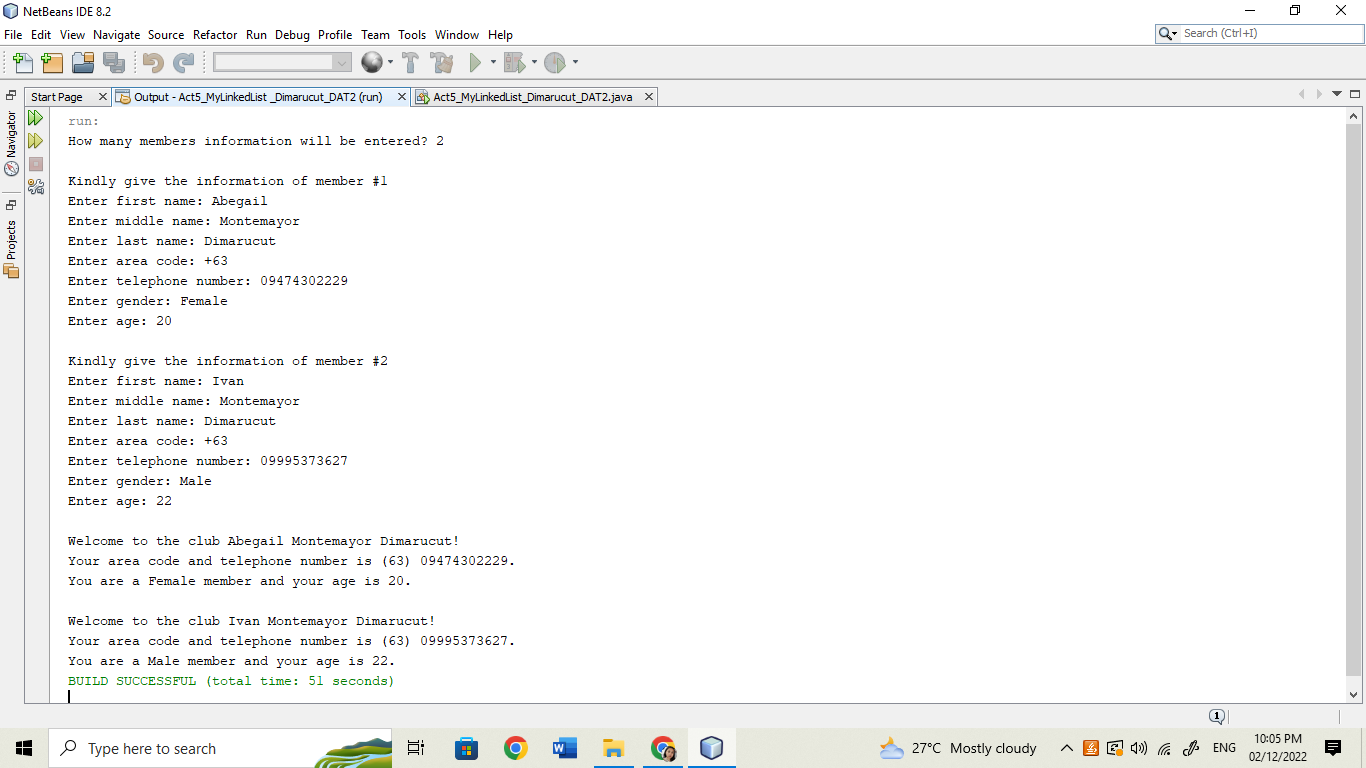 NetBeans IDE 8.2
File Edit View Navigate Source Refactor Run Debug Profile Team Tools Window Help
Search (Ctrl+I)
Start Page
Output - Act5_MyLinkedList _Dimarucut_DAT2 (run)
Act5_MyLinkedList_Dimarucut_DAT2.java
Navigator
Projects
run:
How many members information will be entered? 2
Kindly give the information of member #1
Enter first name: Abegail
Enter middle name: Montemayor
Enter last name: Dimarucut
Enter area code: +63
Enter telephone number: 09474302229
Enter gender: Female
Enter age: 20
Kindly give the information of member #2
Enter first name: Ivan
Enter middle name: Montemayor
Enter last name: Dimarucut
Enter area code: +63
Enter telephone number: 09995373627
Enter gender: Male
Enter age: 22
Welcome to the club Abegail Montemayor Dimarucut!
Your area code and telephone number is (63) 09474302229.
You are a Female member and your age is 20.
Welcome to the club Ivan Montemayor Dimarucut!
Your area code and telephone number is (63) 09995373627.
You are a Male member and your age is 22.
BUILD SUCCESSFUL (total time: 51 seconds)
1
Type here to search
27°C Mostly cloudy
ENG
10:05 PM
02/12/2022